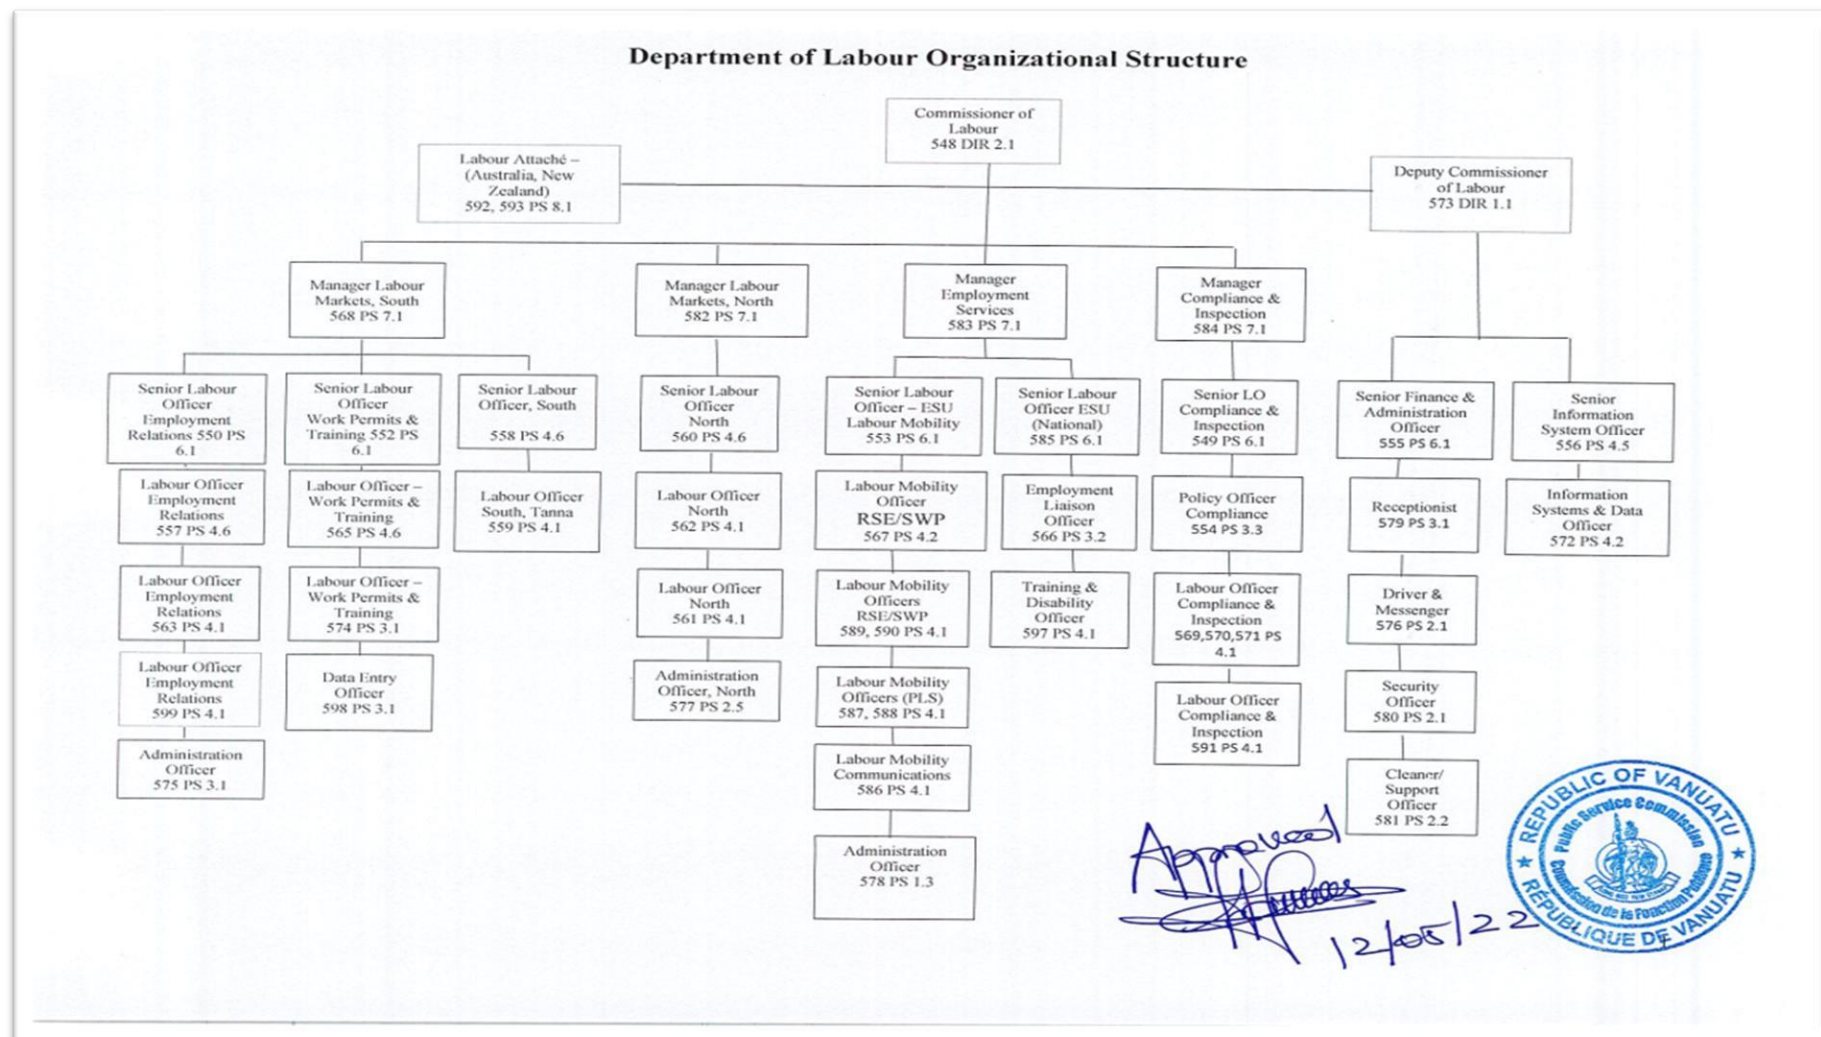 Department of Labour Organizational Structure
Commissioner of
Labour
548 DIR 2.1
Labour Attaché –
(Australia, New
Zealand)
592, 593 PS 8.1
Deputy Commissioner
of Labour
573 DIR 1.1
Manager Labour
Markets, South
568 PS 7.1
Manager Labour
Markets, North
582 PS 7.1
Manager
Employment
Services
583 PS 7.1
Manager
Compliance &
Inspection
584 PS 7.1
Senior Labour
Officer
Employment
Relations 550 PS
6.1
Senior Labour
Officer
Work Permits &
Training 552 PS
6.1
Senior Labour
Officer, South
558 PS 4.6
Senior Labour
Officer
North
560 PS 4.6
Senior Labour
Officer – ESU
Labour Mobility
553 PS 6.1
Senior Labour
Officer ESU
(National)
585 PS 6.1
Senior LO
Compliance &
Inspection
549 PS 6.1
Senior Finance &
Administration
Officer
555 PS 6.1
Senior
Information
System Officer
556 PS 4.5
Labour Officer
Employment
Relations
557 PS 4.6
Labour Officer –
Work Permits &
Training
565 PS 4.6
Labour Officer
South, Tanna
559 PS 4.1
Labour Officer
North
562 PS 4.1
Labour Mobility
Officer
RSE/SWP
567 PS 4.2
Employment
Liaison
Officer
566 PS 3.2
Policy Officer
Compliance
554 PS 3.3
Receptionist
579 PS 3.1
Information
Systems & Data
Officer
572 PS 4.2
Labour Officer
Employment
Relations
563 PS 4.1
Labour Officer –
Work Permits &
Training
574 PS 3.1
Labour Officer
North
561 PS 4.1
Labour Mobility
Officers
RSE/SWP
589, 590 PS 4.1
Training &
Disability
Officer
597 PS 4.1
Labour Officer
Compliance &
Inspection
569,570,571 PS
4.1
Driver &
Messenger
576 PS 2.1
Labour Officer
Employment
Relations
599 PS 4.1
Data Entry
Officer
598 PS 3.1
Administration
Officer, North
577 PS 2.5
Labour Mobility
Officers (PLS)
587, 588 PS 4.1
Labour Officer
Compliance &
Inspection
591 PS 4.1
Security
Officer
580 PS 2.1
Administration
Officer
575 PS 3.1
Labour Mobility
Communications
586 PS 4.1
Cleaner/
Support
Officer
581 PS 2.2
Administration
Officer
578 PS 1.3
Approved
12/05/22
REPUBLIC OF VANUATU
Public Service Commission
Commission de la Fonction Publique
RÉPUBLIQUE DE VANUATU